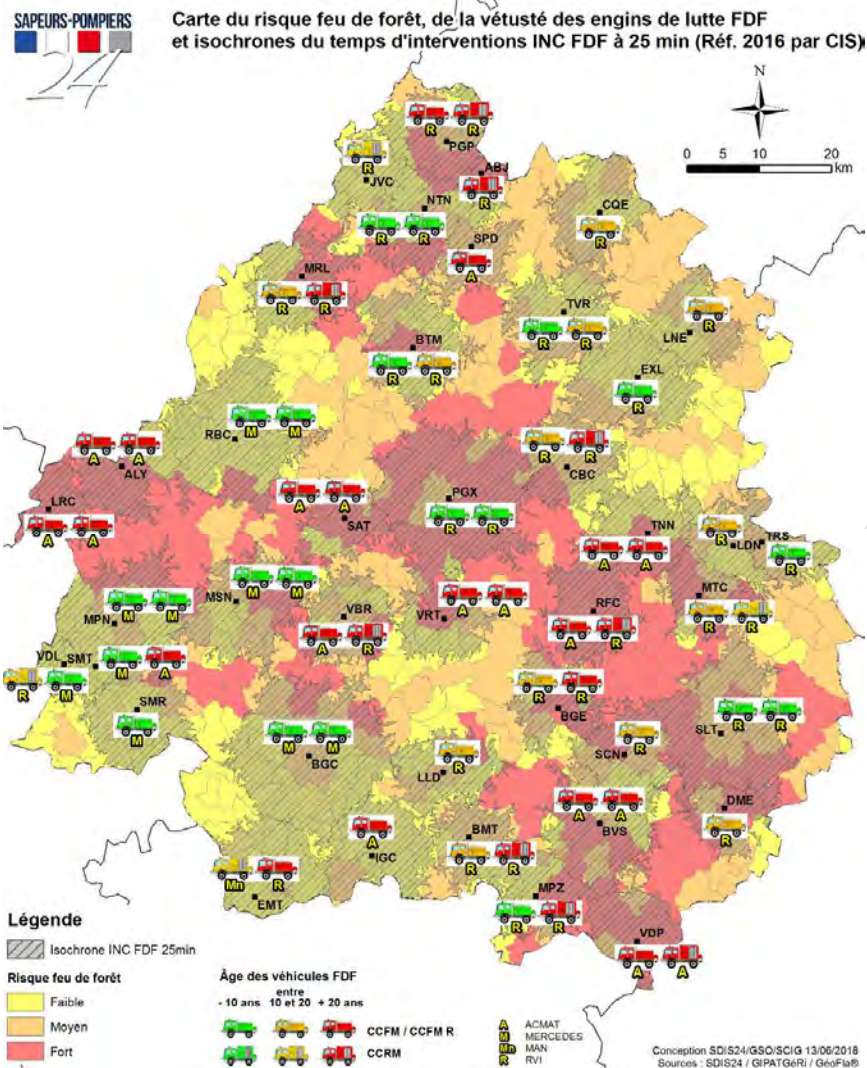 SAPEURS-POMPIERS
24
Carte du risque feu de forêt, de la vétusté des engins de lutte FDF
et isochrones du temps d'interventions INC FDF à 25 min (Réf. 2016 par CIS)
N
0 5 10 20
km
R R
PGP
R
JVC
ABJ
R
NTN
R R
CQE
R
SPD
A
MRL
R R
TVR
R R
R
LNE
BTM
R R
EXL
R
M M
RBC
R R
CBC
A A
ALY
LRC
A A
A A
SAT
PGX
R R
TNN
A A
R
LDN
TRS
R
M M
MPN
MSN
M M
VBR
A R
VRT
A A
RFC
A R
MTC
R R
VDL
SMT
M A
R M
SMR
M
R R
BGE
SLT
R R
M M
BGC
LLD
R
SCN
R
DME
R
A A
BVS
A
IGC
BMT
R R
Mn R
EMT
MPZ
R R
VDP
A A
Légende
Isochrone INC FDF 25min
Risque feu de forêt
Faible
Moyen
Fort
Âge des véhicules FDF
entre
- 10 ans 10 et 20 + 20 ans
CCFM / CCFM R
CCRM
A ACMAT
M MERCEDES
Mn MAN
R RVI
Conception SDIS24/GSO/SCIG 13/06/2018
Sources : SDIS24 / GIPATGéRi / GéoFla®